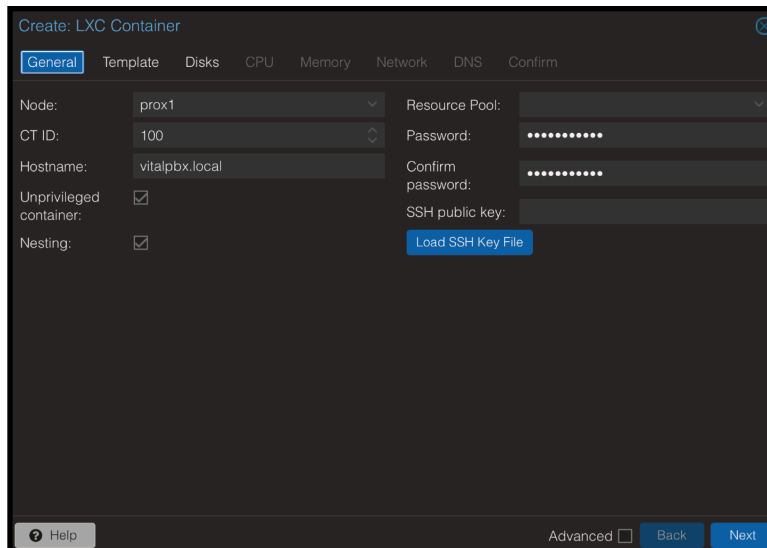 Create: LXC Container
General Template Disks CPU Memory Network DNS Confirm
Node: prox1 Resource Pool:
CT ID: 100 Password: •••••••••••
Hostname: vitalpbx.local Confirm password: •••••••••••
Unprivileged container:
SSH public key:
Nesting: Load SSH Key File
Help Advanced Back Next